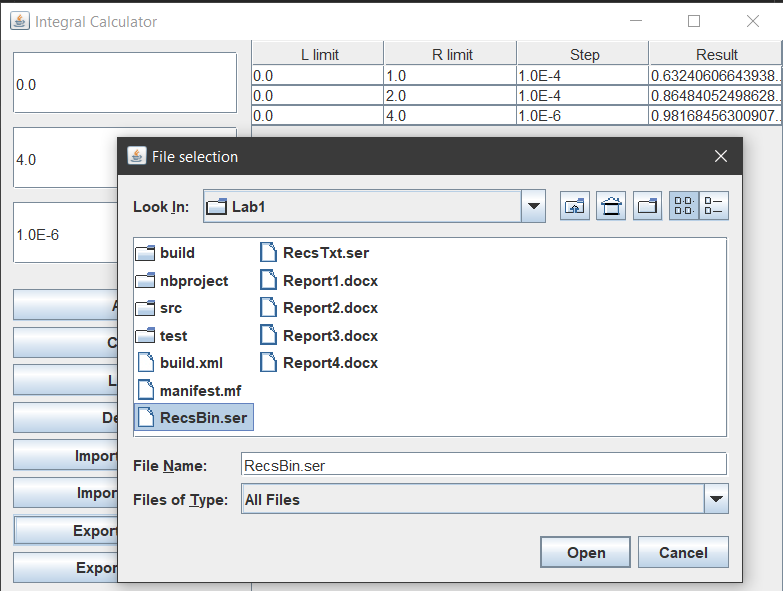 Integral Calculator
L limit R limit Step Result
0.0 1.0 1.0E-4 0.63240606643938...
0.0 2.0 1.0E-4 0.86484052498628...
0.0 4.0 1.0E-6 0.98168456300907...
0.0
4.0
1.0E-6
Import
Impor
Export
Expor
File selection
Look In: Lab1
build RecsTxt.ser
nbproject Report1.docx
src Report2.docx
test Report3.docx
build.xml Report4.docx
manifest.mf
RecsBin.ser
File Name: RecsBin.ser
Files of Type: All Files
Open Cancel